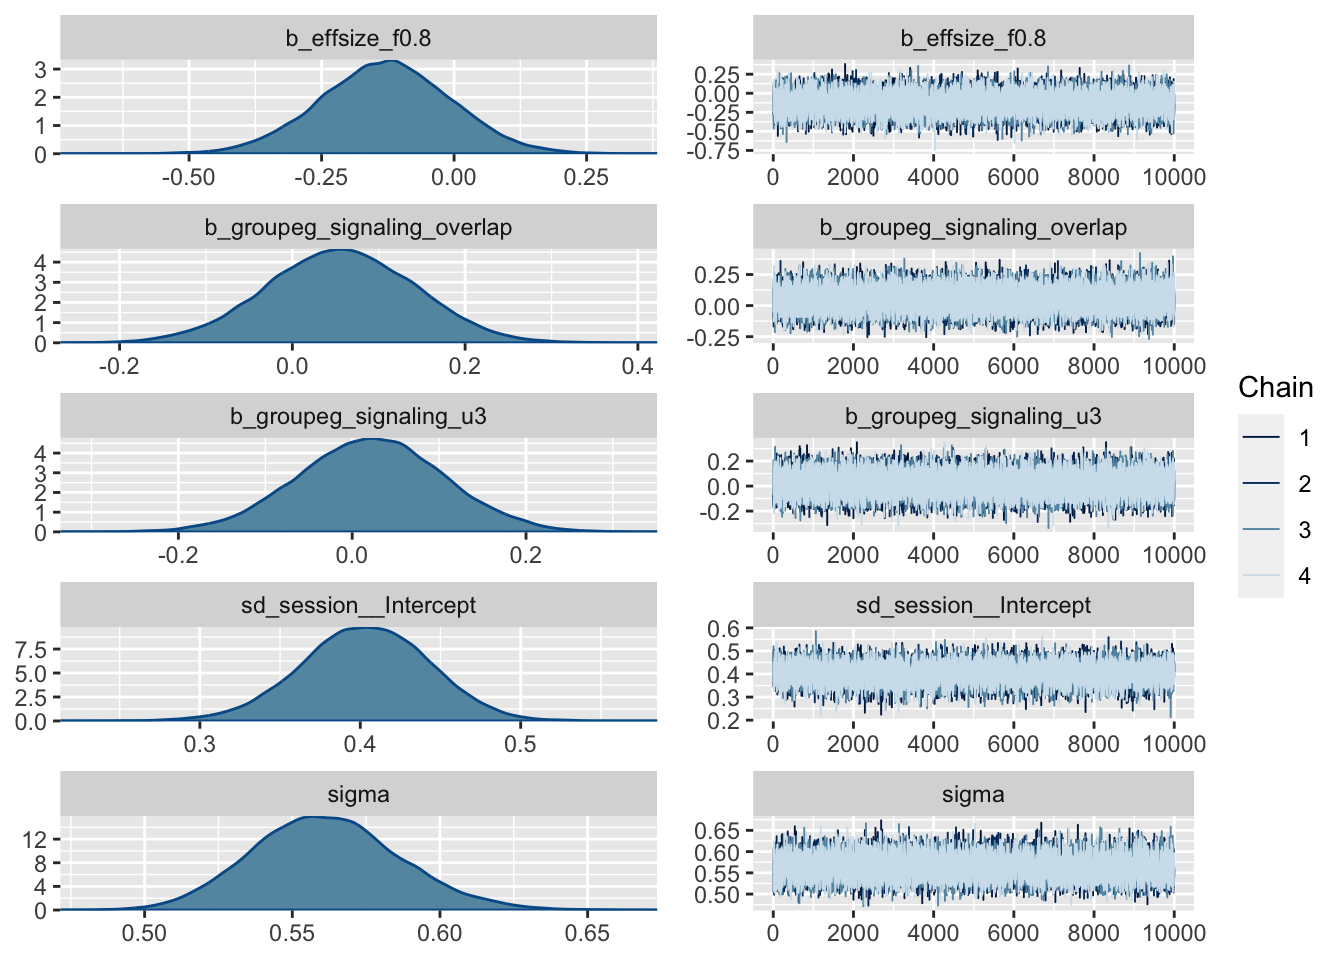 b_effsize_f0.8
3
2
1
0
-0.50 -0.25 0.00 0.25
b_effsize_f0.8
0.25
0.00
-0.25
-0.50
-0.75
0 2000 4000 6000 8000 10000
b_groupeg_signaling_overlap
4
3
2
1
0
-0.2 0.0 0.2 0.4
b_groupeg_signaling_overlap
0.25
0.00
-0.25
0 2000 4000 6000 8000 10000
b_groupeg_signaling_u3
4
3
2
1
0
-0.2 0.0 0.2
b_groupeg_signaling_u3
0.2
0.0
-0.2
0 2000 4000 6000 8000 10000
sd_session__Intercept
7.5
5.0
2.5
0.0
0.3 0.4 0.5
sd_session__Intercept
0.6
0.5
0.4
0.3
0.2
0 2000 4000 6000 8000 10000
sigma
12
8
4
0
0.50 0.55 0.60 0.65
sigma
0.65
0.60
0.55
0.50
0 2000 4000 6000 8000 10000
Chain
1
2
3
4